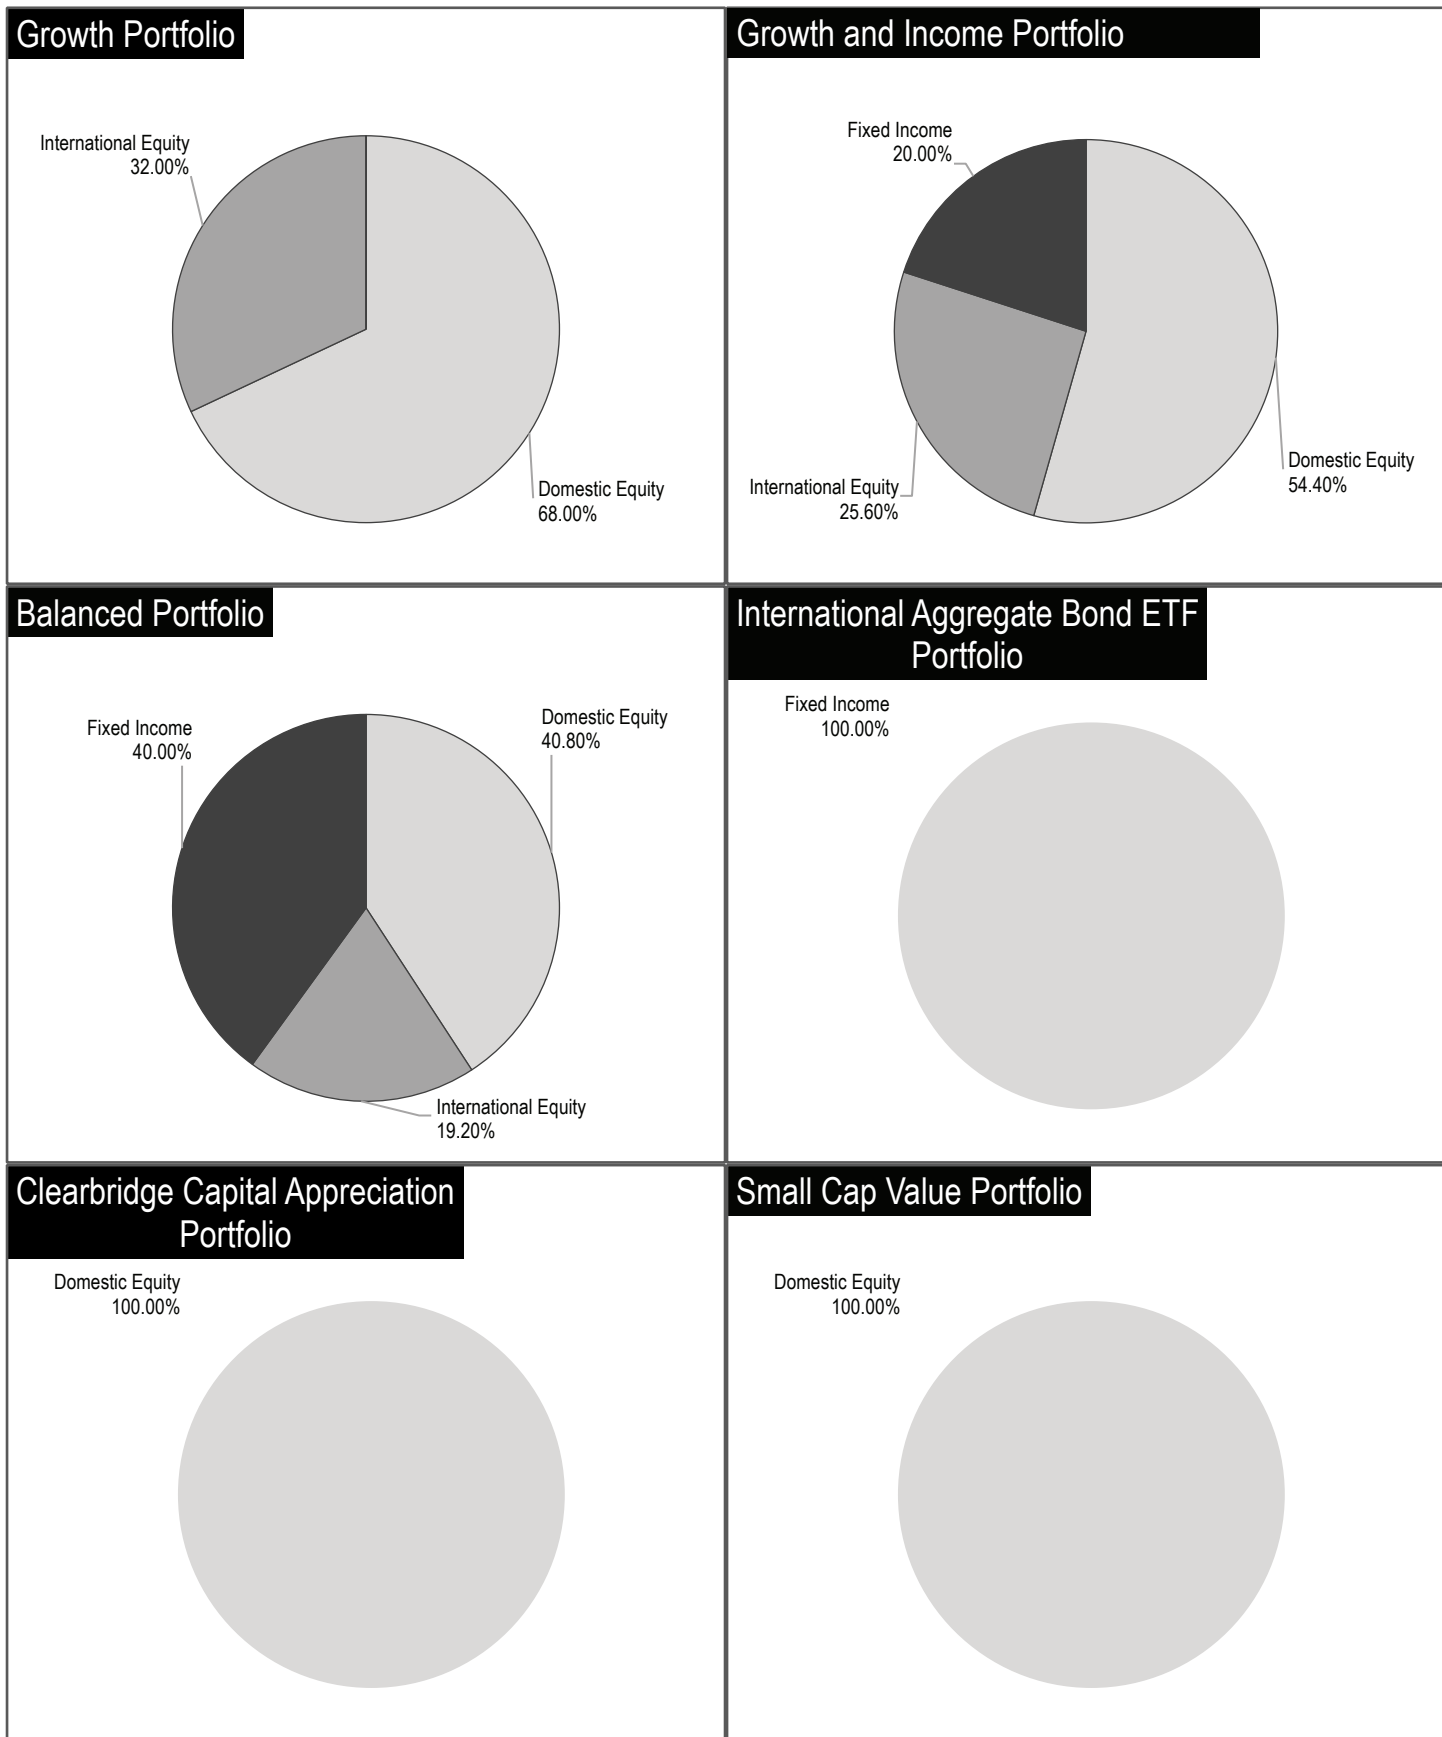 Growth Portfolio
International Equity
32.00%
Domestic Equity
68.00%
Growth and Income Portfolio
Fixed Income
20.00%
Domestic Equity
54.40%
International Equity
25.60%
Balanced Portfolio
Fixed Income
40.00%
Domestic Equity
40.80%
International Equity
19.20%
International Aggregate Bond ETF
Portfolio
Fixed Income
100.00%
Clearbridge Capital Appreciation
Portfolio
Domestic Equity
100.00%
Small Cap Value Portfolio
Domestic Equity
100.00%